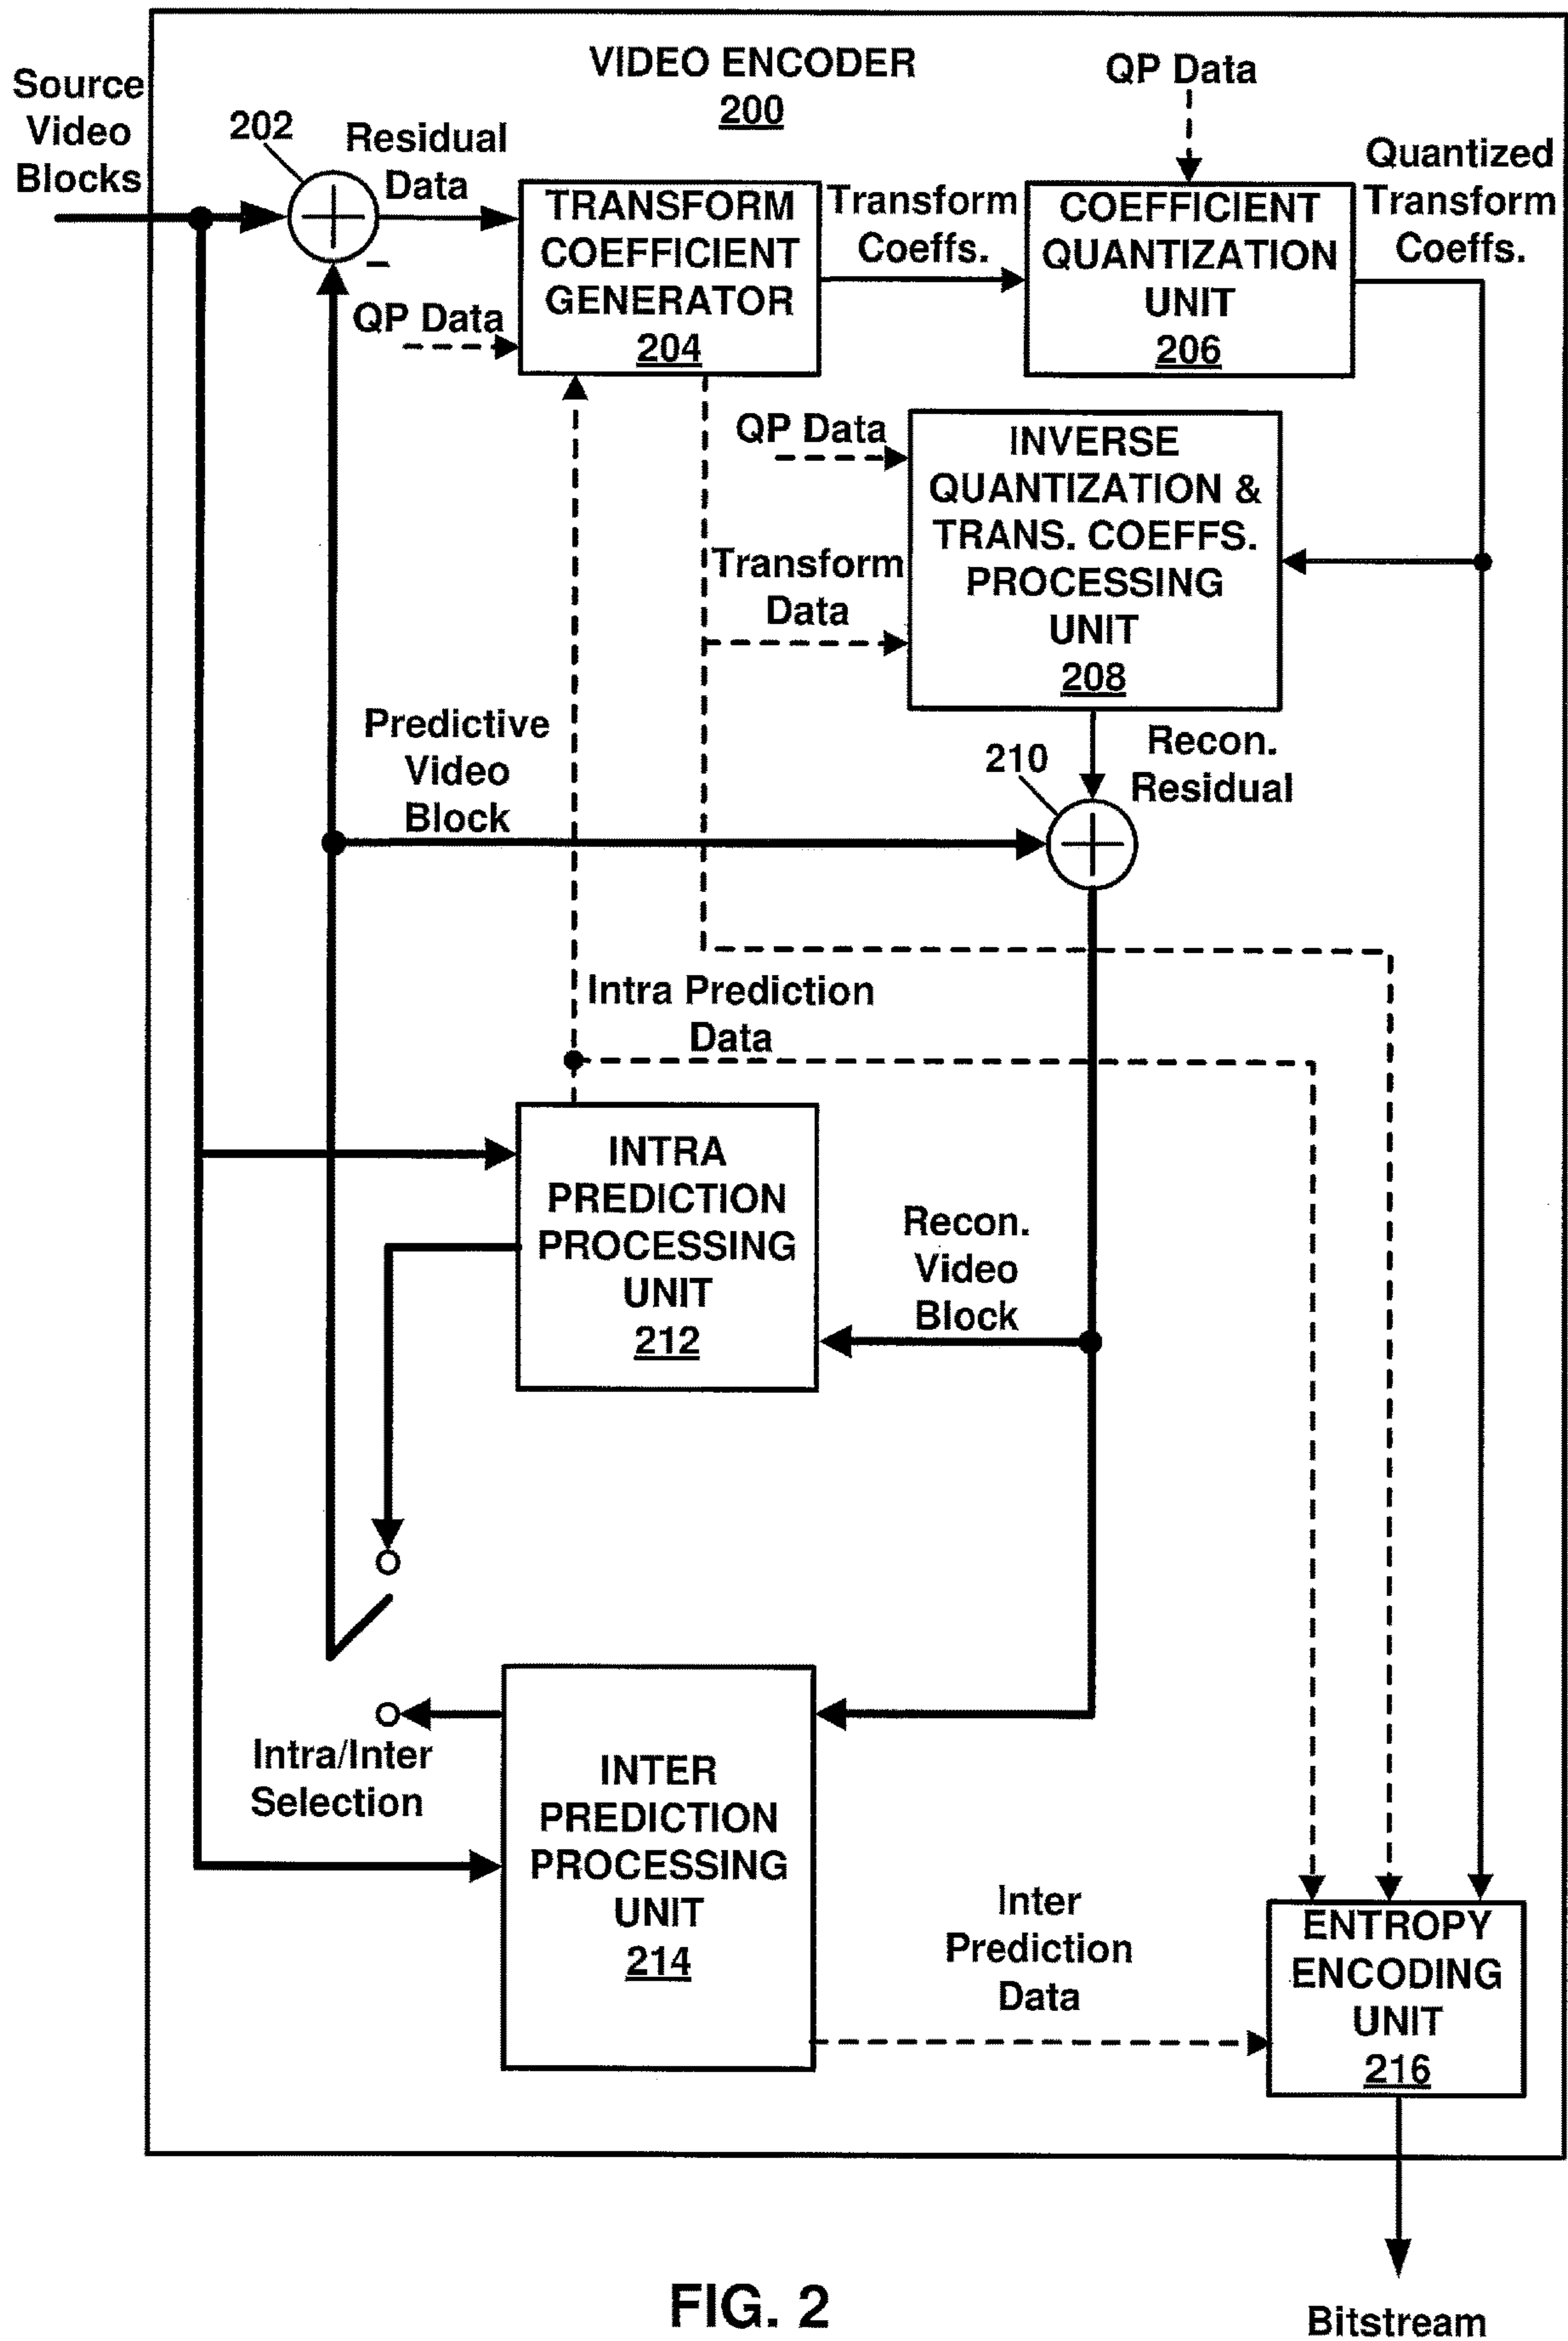 VIDEO ENCODER
200
QP Data
Source
Video
Blocks
202
Residual
Data
Quantized
Transform
Coeffs.
TRANSFORM
COEFFICIENT
GENERATOR
204
Transform
Coeffs.
COEFFICIENT
QUANTIZATION
UNIT
206
–
QP Data
QP Data
INVERSE
QUANTIZATION &
TRANS. COEFFS.
PROCESSING
UNIT
208
Transform
Data
Predictive
Video
Block
210
Recon.
Residual
Intra Prediction
Data
INTRA
PREDICTION
PROCESSING
UNIT
212
Recon.
Video
Block
Intra/Inter
Selection
INTER
PREDICTION
PROCESSING
UNIT
214
Inter
Prediction
Data
ENTROPY
ENCODING
UNIT
216
FIG. 2
Bitstream